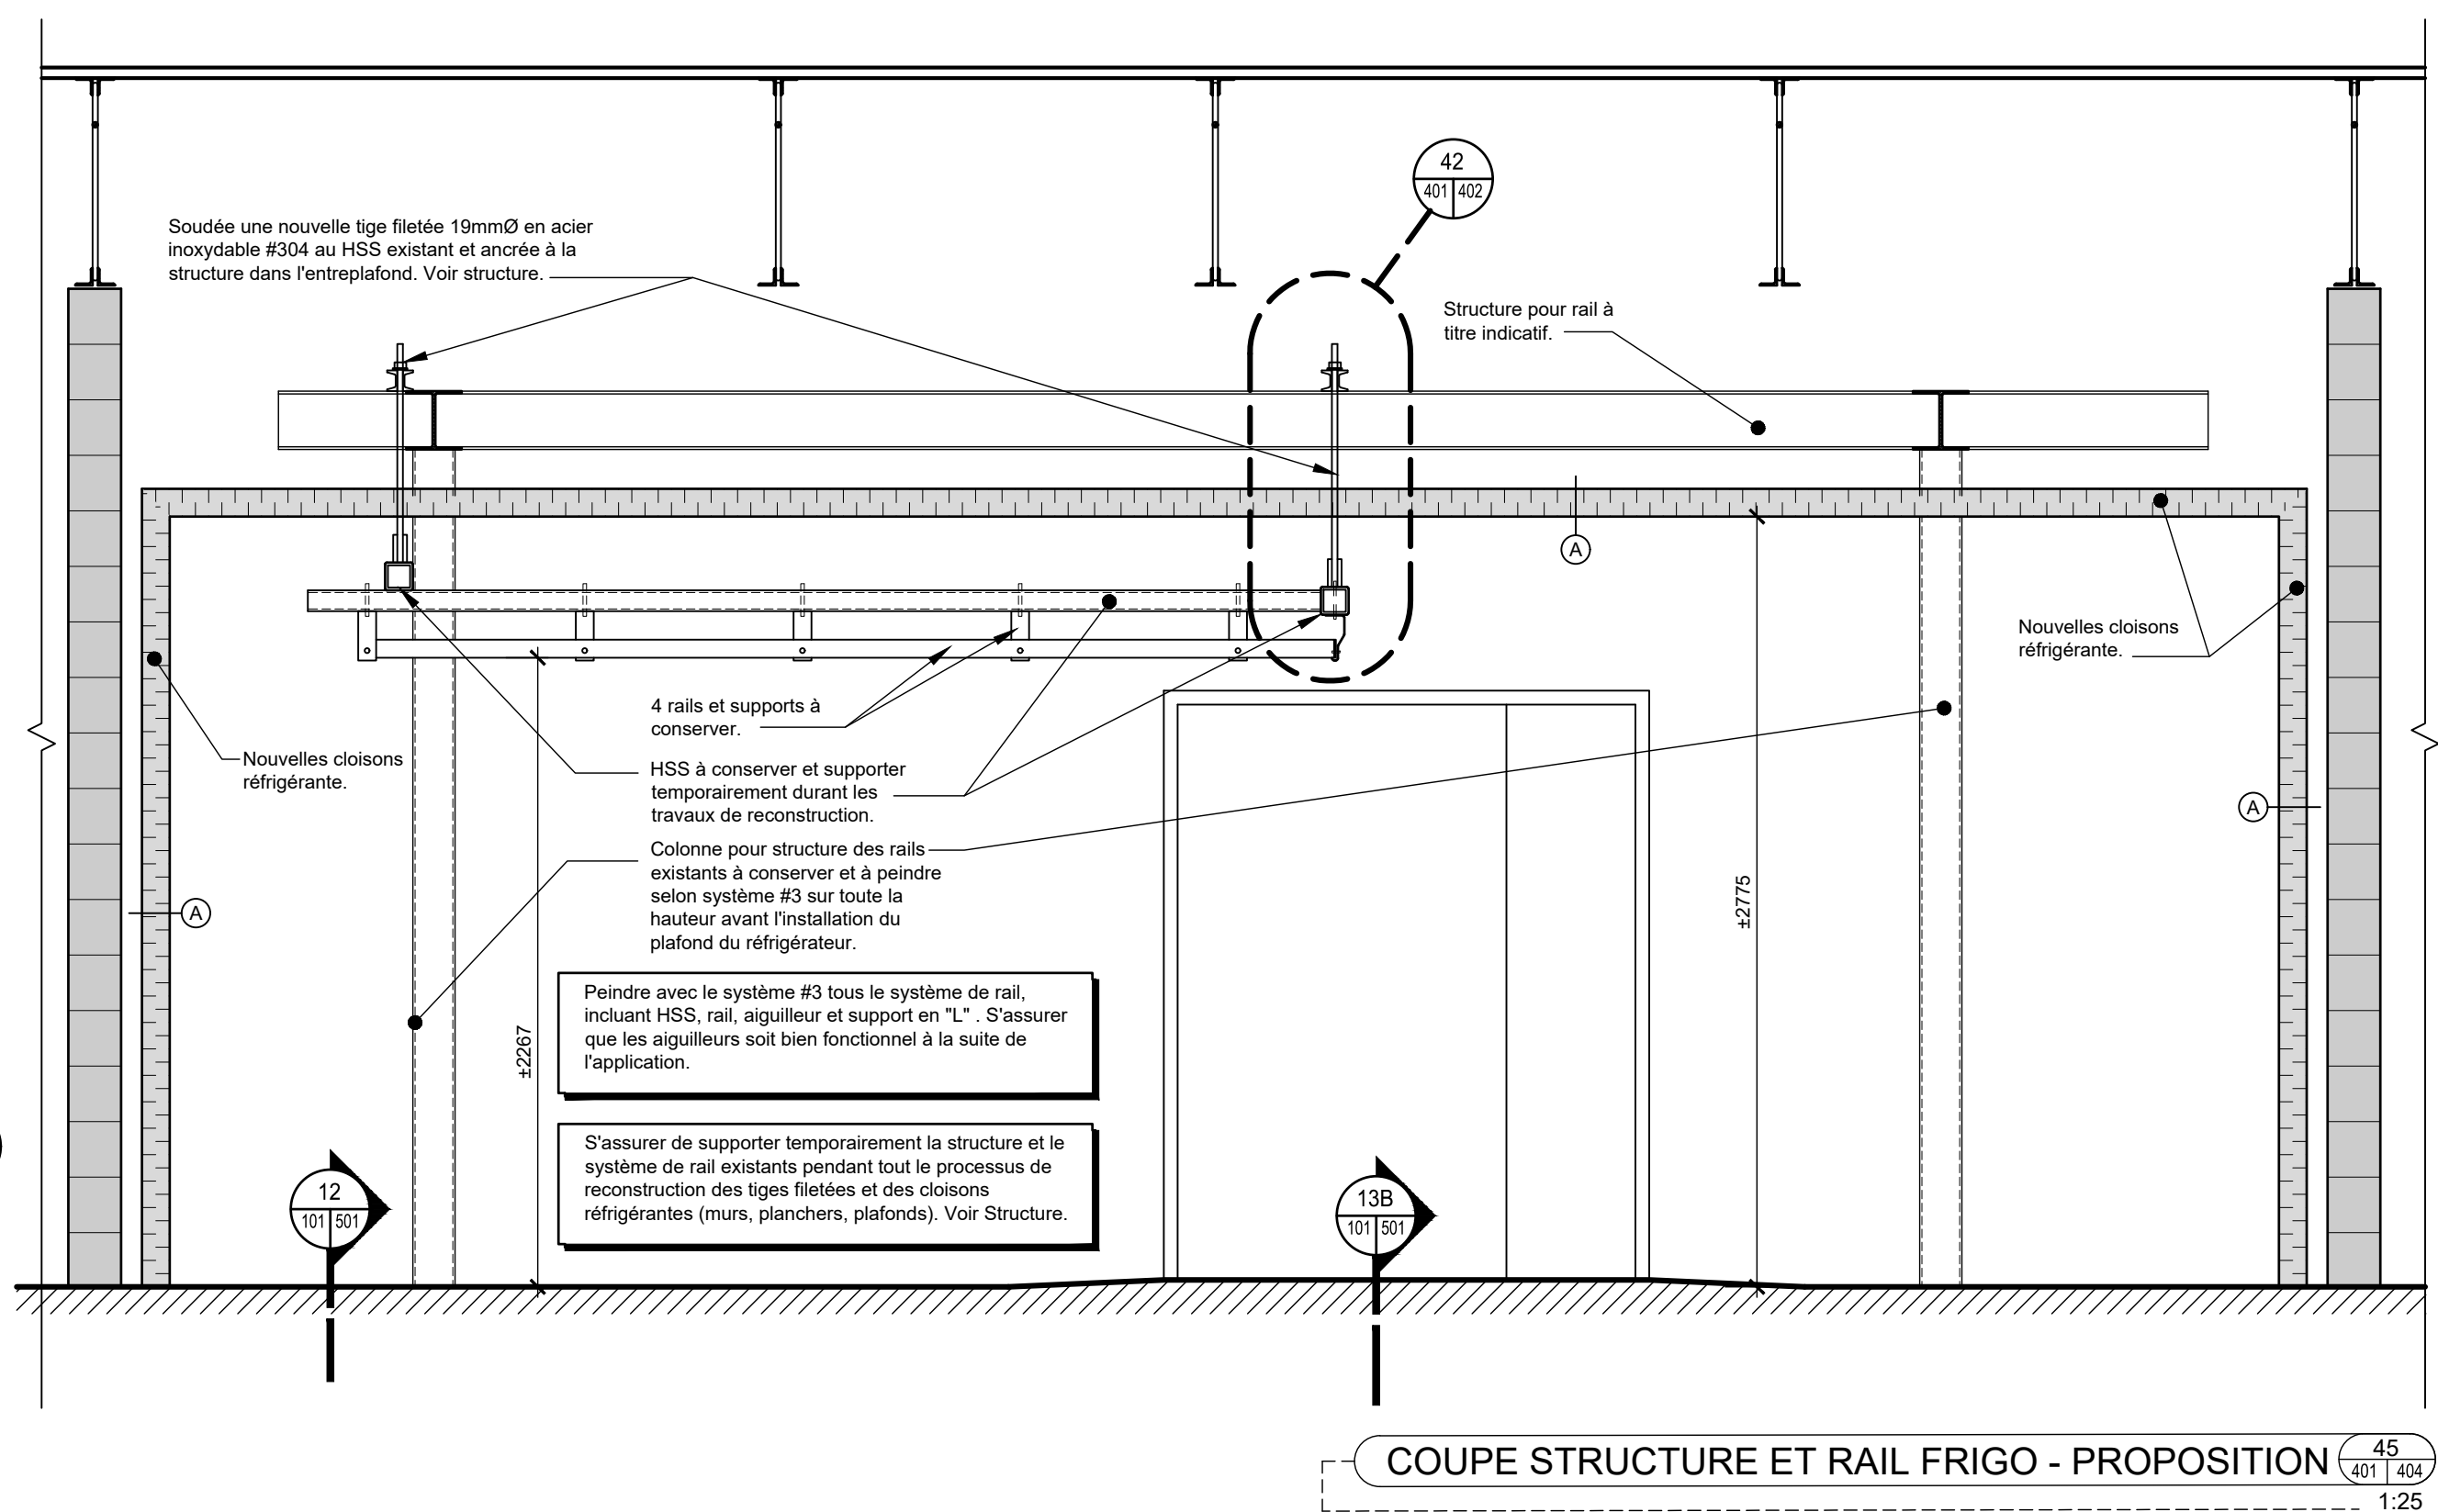 42
401 402
Soudée une nouvelle tige filetée 19mmØ en acier
inoxydable #304 au HSS existant et ancrée à la
structure dans l'entreplafond. Voir structure.
Structure pour rail à
titre indicatif.
A
Nouvelles cloisons
réfrigérante.
4 rails et supports à
conserver.
Nouvelles cloisons
réfrigérante.
HSS à conserver et supporter
temporairement durant les
travaux de reconstruction.
A
Colonne pour structure des rails
existants à conserver et à peindre
selon système #3 sur toute la
hauteur avant l'installation du
plafond du réfrigérateur.
±2775
A
Peindre avec le système #3 tous le système de rail,
incluant HSS, rail, aiguilleur et support en "L" . S'assurer
que les aiguilleurs soit bien fonctionnel à la suite de
l'application.
±2267
S'assurer de supporter temporairement la structure et le
système de rail existants pendant tout le processus de
reconstruction des tiges filetées et des cloisons
réfrigérantes (murs, planchers, plafonds). Voir Structure.
12
101 501
13B
101 501
COUPE STRUCTURE ET RAIL FRIGO - PROPOSITION
45
401 404
1:25